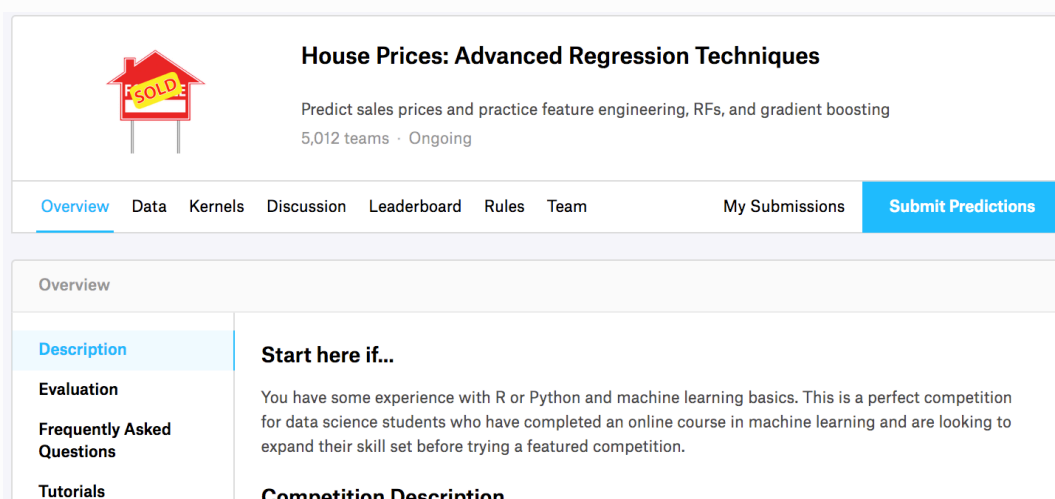 SOLD
House Prices: Advanced Regression Techniques
Predict sales prices and practice feature engineering, RFs, and gradient boosting
5,012 teams · Ongoing
Overview Data Kernels Discussion Leaderboard Rules Team My Submissions Submit Predictions
Overview
Description
Evaluation
Frequently Asked
Questions
Tutorials
Start here if...
You have some experience with R or Python and machine learning basics. This is a perfect competition
for data science students who have completed an online course in machine learning and are looking to
expand their skill set before trying a featured competition.
Competition Description